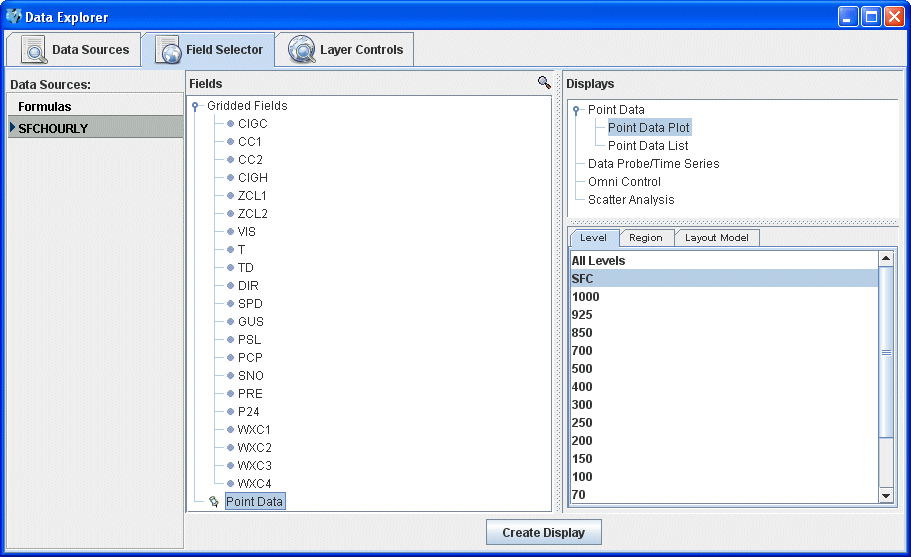 Data Explorer
Data Sources
Field Selector
Layer Controls
Data Sources:
Formulas
SFCHOURLY
Fields
Gridded Fields
CIGC
CC1
CC2
CIGH
ZCL1
ZCL2
VIS
T
TD
DIR
SPD
GUS
PSL
PCP
SNO
PRE
P24
WXC1
WXC2
WXC3
WXC4
Point Data
Displays
Point Data
Point Data Plot
Point Data List
Data Probe/Time Series
Omni Control
Scatter Analysis
Level
Region
Layout Model
All Levels
SFC
1000
925
850
700
500
400
300
250
200
150
100
70
Create Display